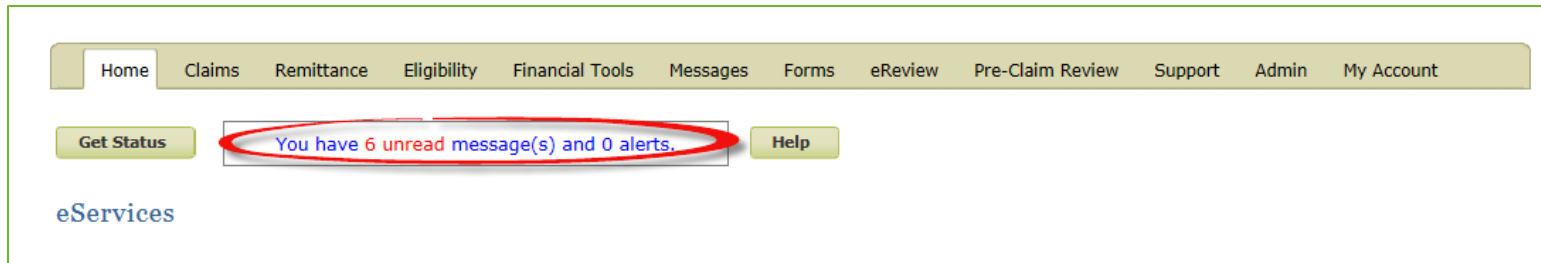 Home Claims Remittance Eligibility Financial Tools Messages Forms eReview Pre-Claim Review Support Admin My Account
Get Status You have 6 unread message(s) and 0 alerts. Help
eServices